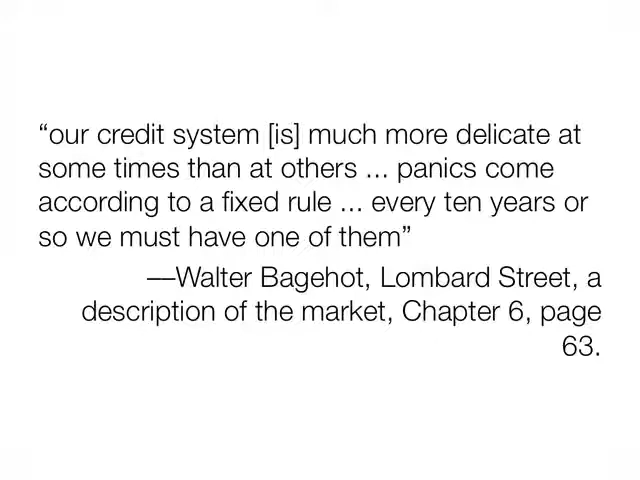 “our credit system [is] much more delicate at
some times than at others ... panics come
according to a fixed rule ... every ten years or
so we must have one of them”
—Walter Bagehot, Lombard Street, a
description of the market, Chapter 6, page
63.